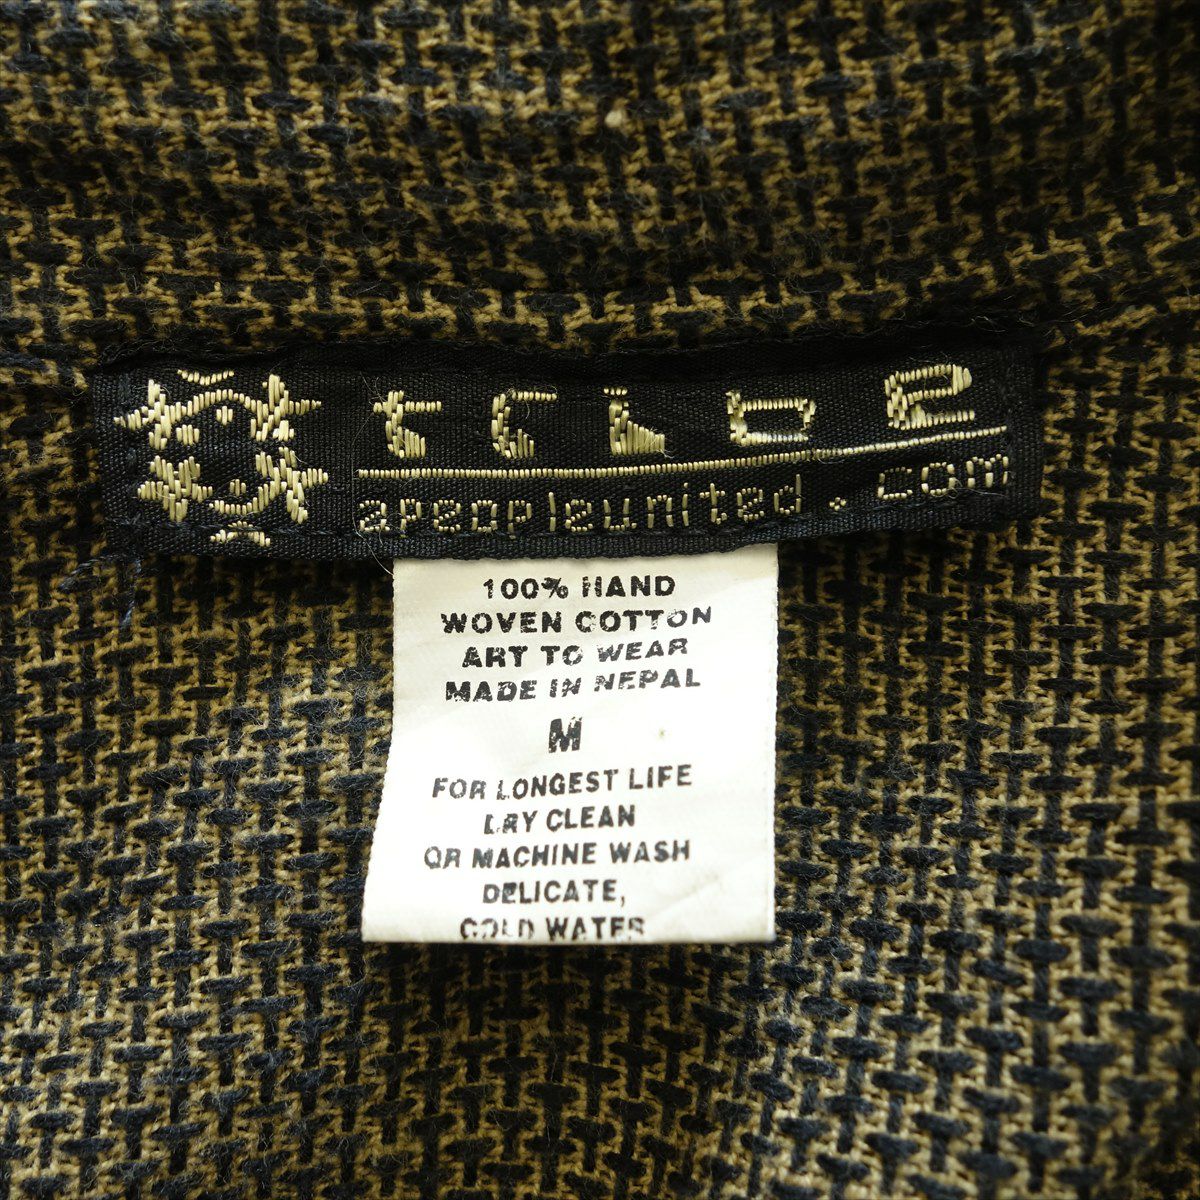 tribe
apeopleunited.com
100% HAND
WOVEN COTTON
ART TO WEAR
MADE IN NEPAL
M
FOR LONGEST LIFE
DRY CLEAN
OR MACHINE WASH
DELICATE,
COLD WATER